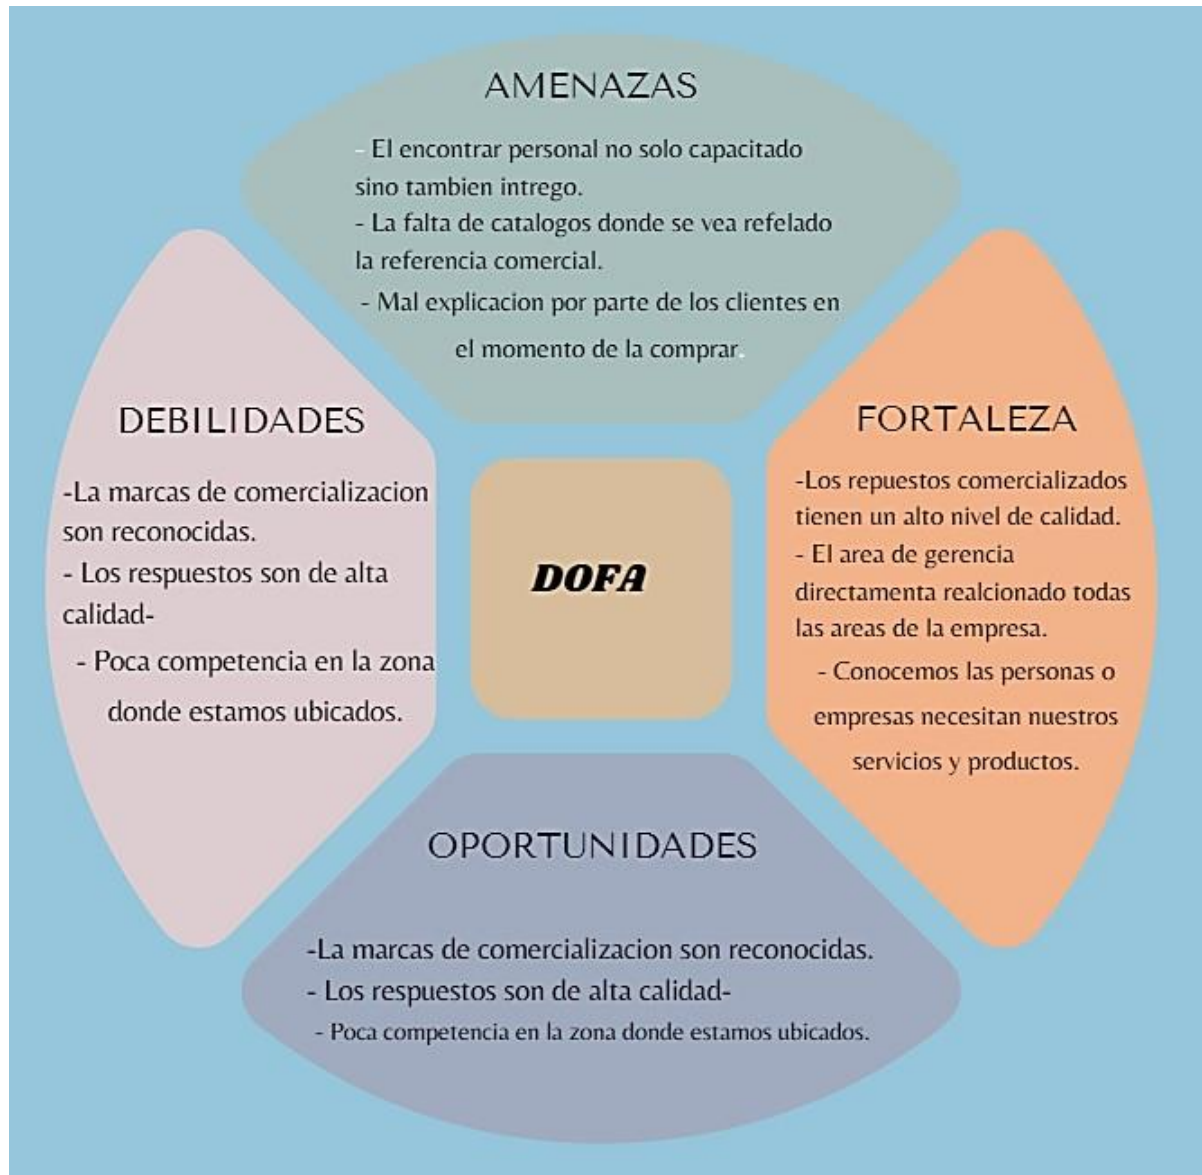 AMENAZAS
- El encontrar personal no solo capacitado
sino tambien intrego.
- La falta de catalogos donde se vea refelado
la referencia comercial.
- Mal explicacion por parte de los clientes en
el momento de la comprar.
DEBILIDADES
-La marcas de comercializacion
son reconocidas.
- Los respuestos son de alta
calidad-
- Poca competencia en la zona
donde estamos ubicados.
DOFA
FORTALEZA
-Los repuestos comercializados
tienen un alto nivel de calidad.
- El area de gerencia
directamenta realcionado todas
las areas de la empresa.
- Conocemos las personas o
empresas necesitan nuestros
servicios y productos.
OPORTUNIDADES
-La marcas de comercializacion son reconocidas.
- Los respuestos son de alta calidad-
- Poca competencia en la zona donde estamos ubicados.